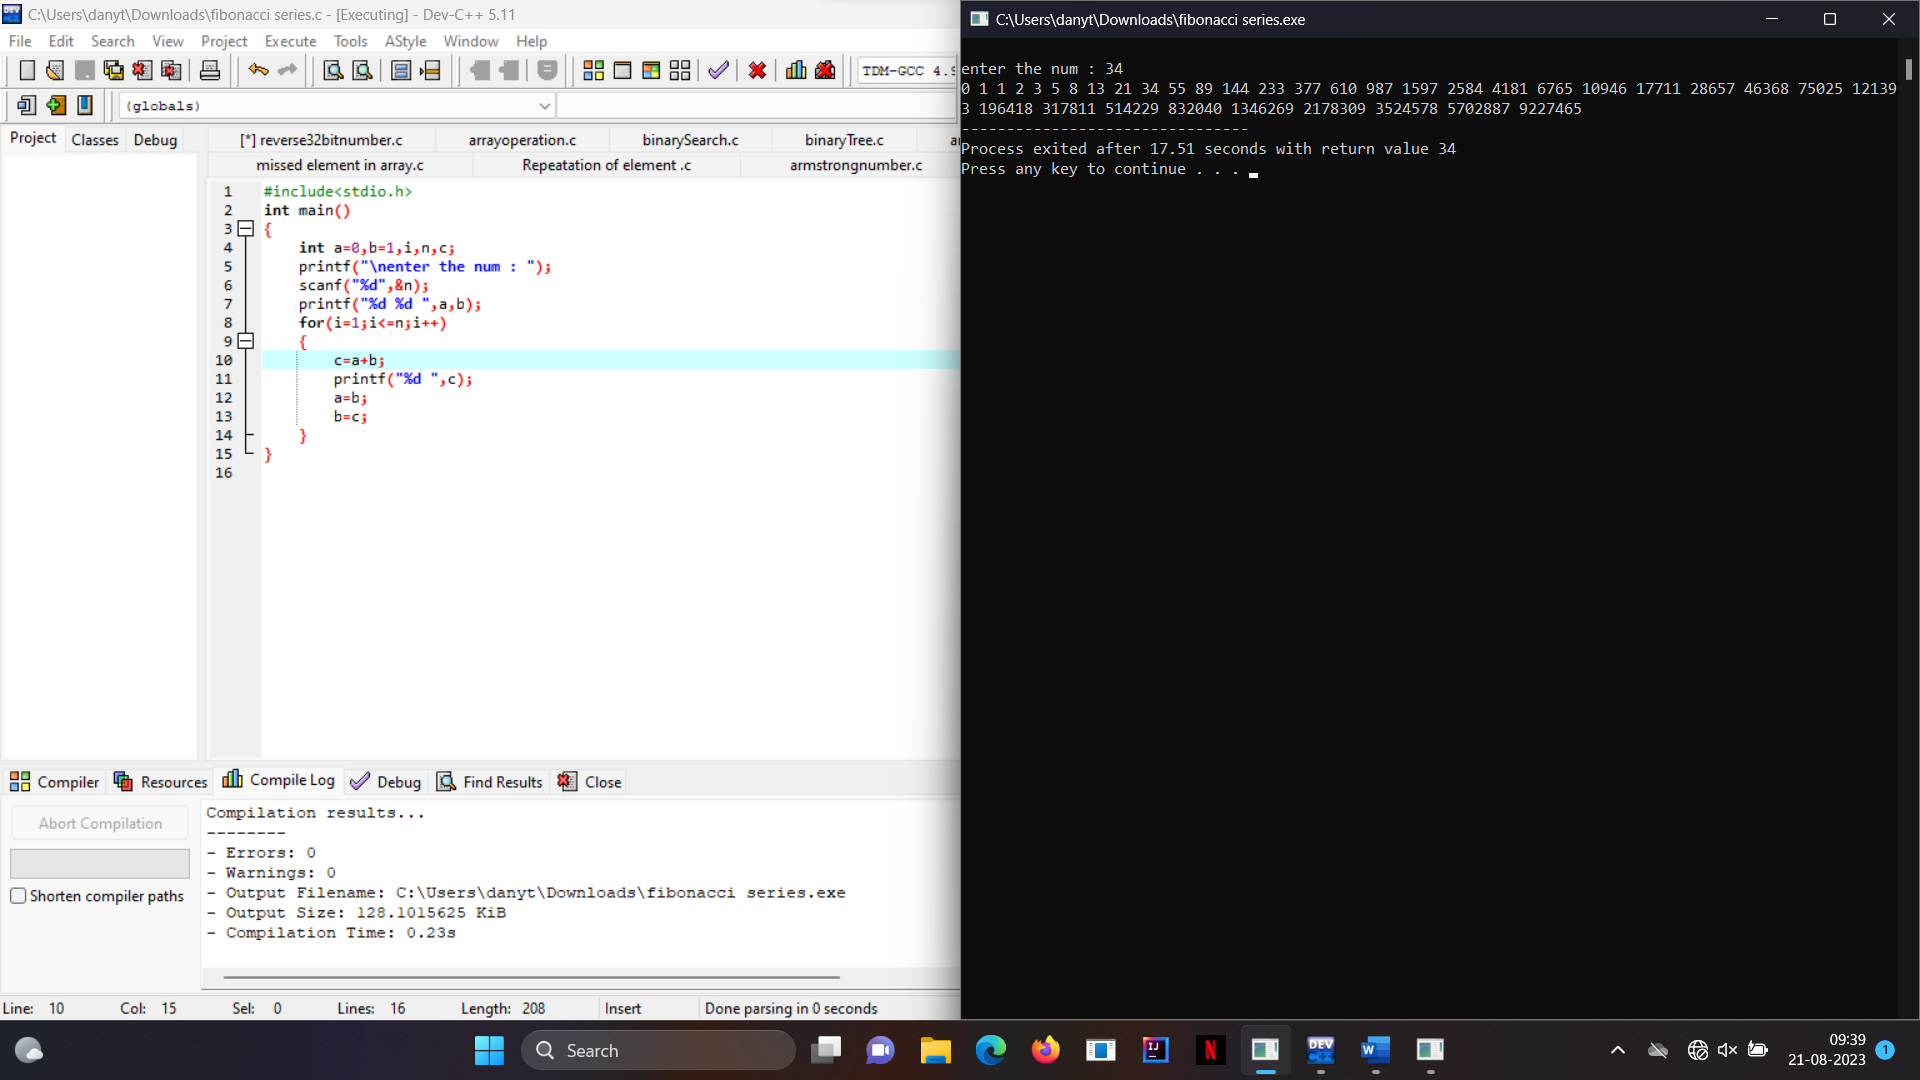 C:\Users\danyt\Downloads\fibonacci series.c - [Executing] - Dev-C++ 5.11
File Edit Search View Project Execute Tools AStyle Window Help
TDM-GCC 4.9
(globals)
Project Classes Debug
[*] reverse32bitnumber.c arrayoperation.c binarySearch.c binaryTree.c
missed element in array.c Repeatation of element .c armstrongnumber.c
1 #include<stdio.h>
2 int main()
3 {
4 int a=0,b=1,i,n,c;
5 printf("\nenter the num : ");
6 scanf("%d",&n);
7 printf("%d %d ",a,b);
8 for(i=1;i<=n;i++)
9 {
10 c=a+b;
11 printf("%d ",c);
12 a=b;
13 b=c;
14 }
15 }
16
Compiler Resources Compile Log Debug Find Results Close
Abort Compilation
Shorten compiler paths
Compilation results...
--------
- Errors: 0
- Warnings: 0
- Output Filename: C:\Users\danyt\Downloads\fibonacci series.exe
- Output Size: 128.1015625 KiB
- Compilation Time: 0.23s
Line: 10 Col: 15 Sel: 0 Lines: 16 Length: 208 Insert Done parsing in 0 seconds
C:\Users\danyt\Downloads\fibonacci series.exe
enter the num : 34
0 1 1 2 3 5 8 13 21 34 55 89 144 233 377 610 987 1597 2584 4181 6765 10946 17711 28657 46368 75025 12139
3 196418 317811 514229 832040 1346269 2178309 3524578 5702887 9227465
--------------------------------
Process exited after 17.51 seconds with return value 34
Press any key to continue . . .
Search
09:39
21-08-2023
1